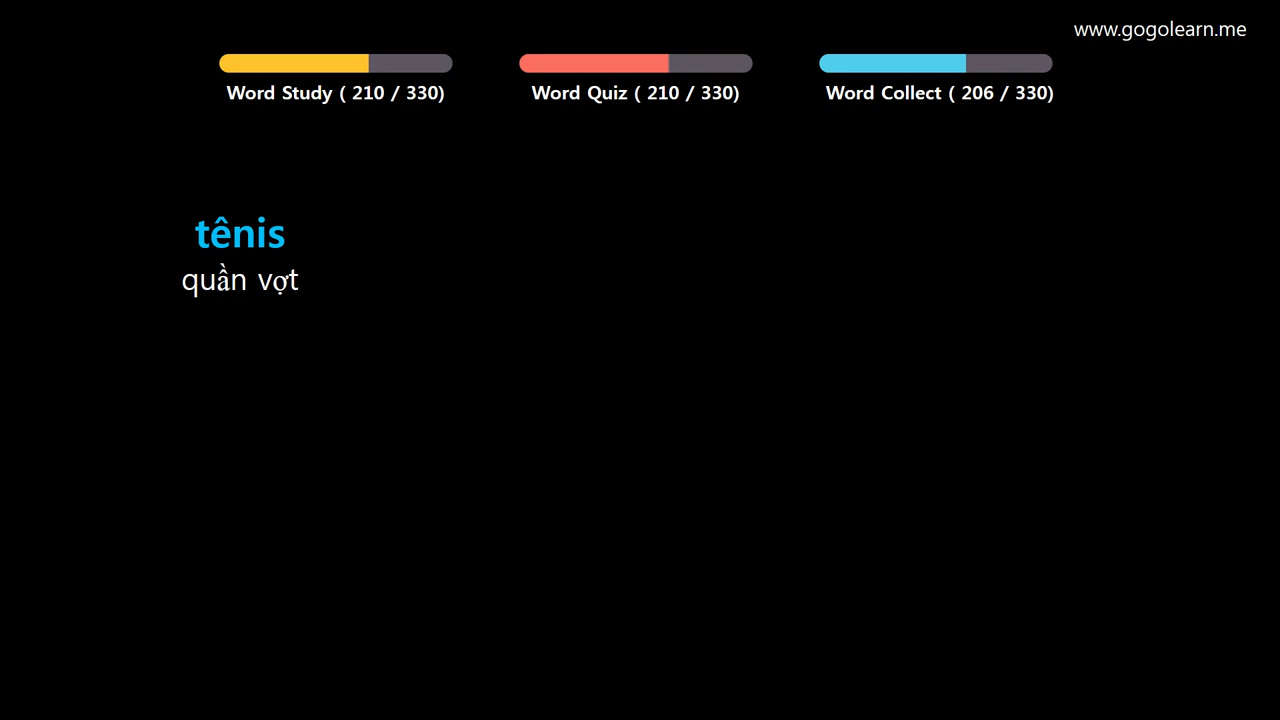 www.gogolearn.me
Word Study ( 210 / 330)
Word Quiz ( 210 / 330)
Word Collect ( 206 / 330)
tênis
quần vợt